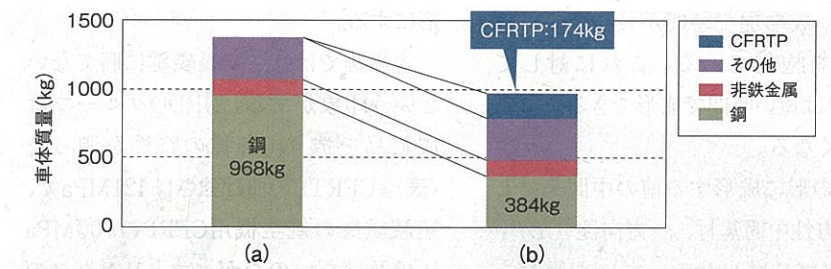 1500
1000
500
0
車体質量(kg)
鋼
968kg
(a)
CFRTP:174kg
384kg
(b)
CFRTP
その他
非鉄金属
鋼